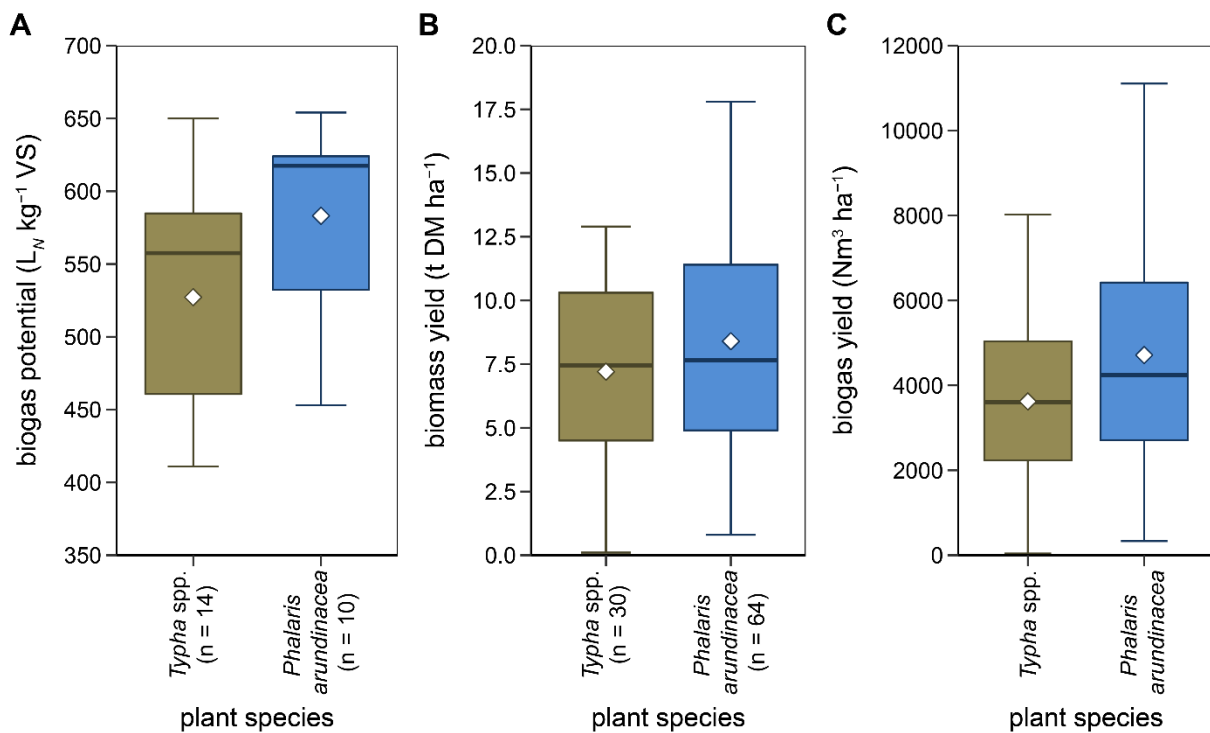 A
biogas potential (L_N kg⁻¹ VS)
700
650
600
550
500
450
400
350
Typha spp.
(n = 14)
Phalaris
arundinacea
(n = 10)
plant species
B
biomass yield (t DM ha⁻¹)
20.0
17.5
15.0
12.5
10.0
7.5
5.0
2.5
0.0
Typha spp.
(n = 30)
Phalaris
arundinacea
(n = 64)
plant species
C
biogas yield (Nm³ ha⁻¹)
12000
10000
8000
6000
4000
2000
0
Typha spp.
Phalaris
arundinacea
plant species